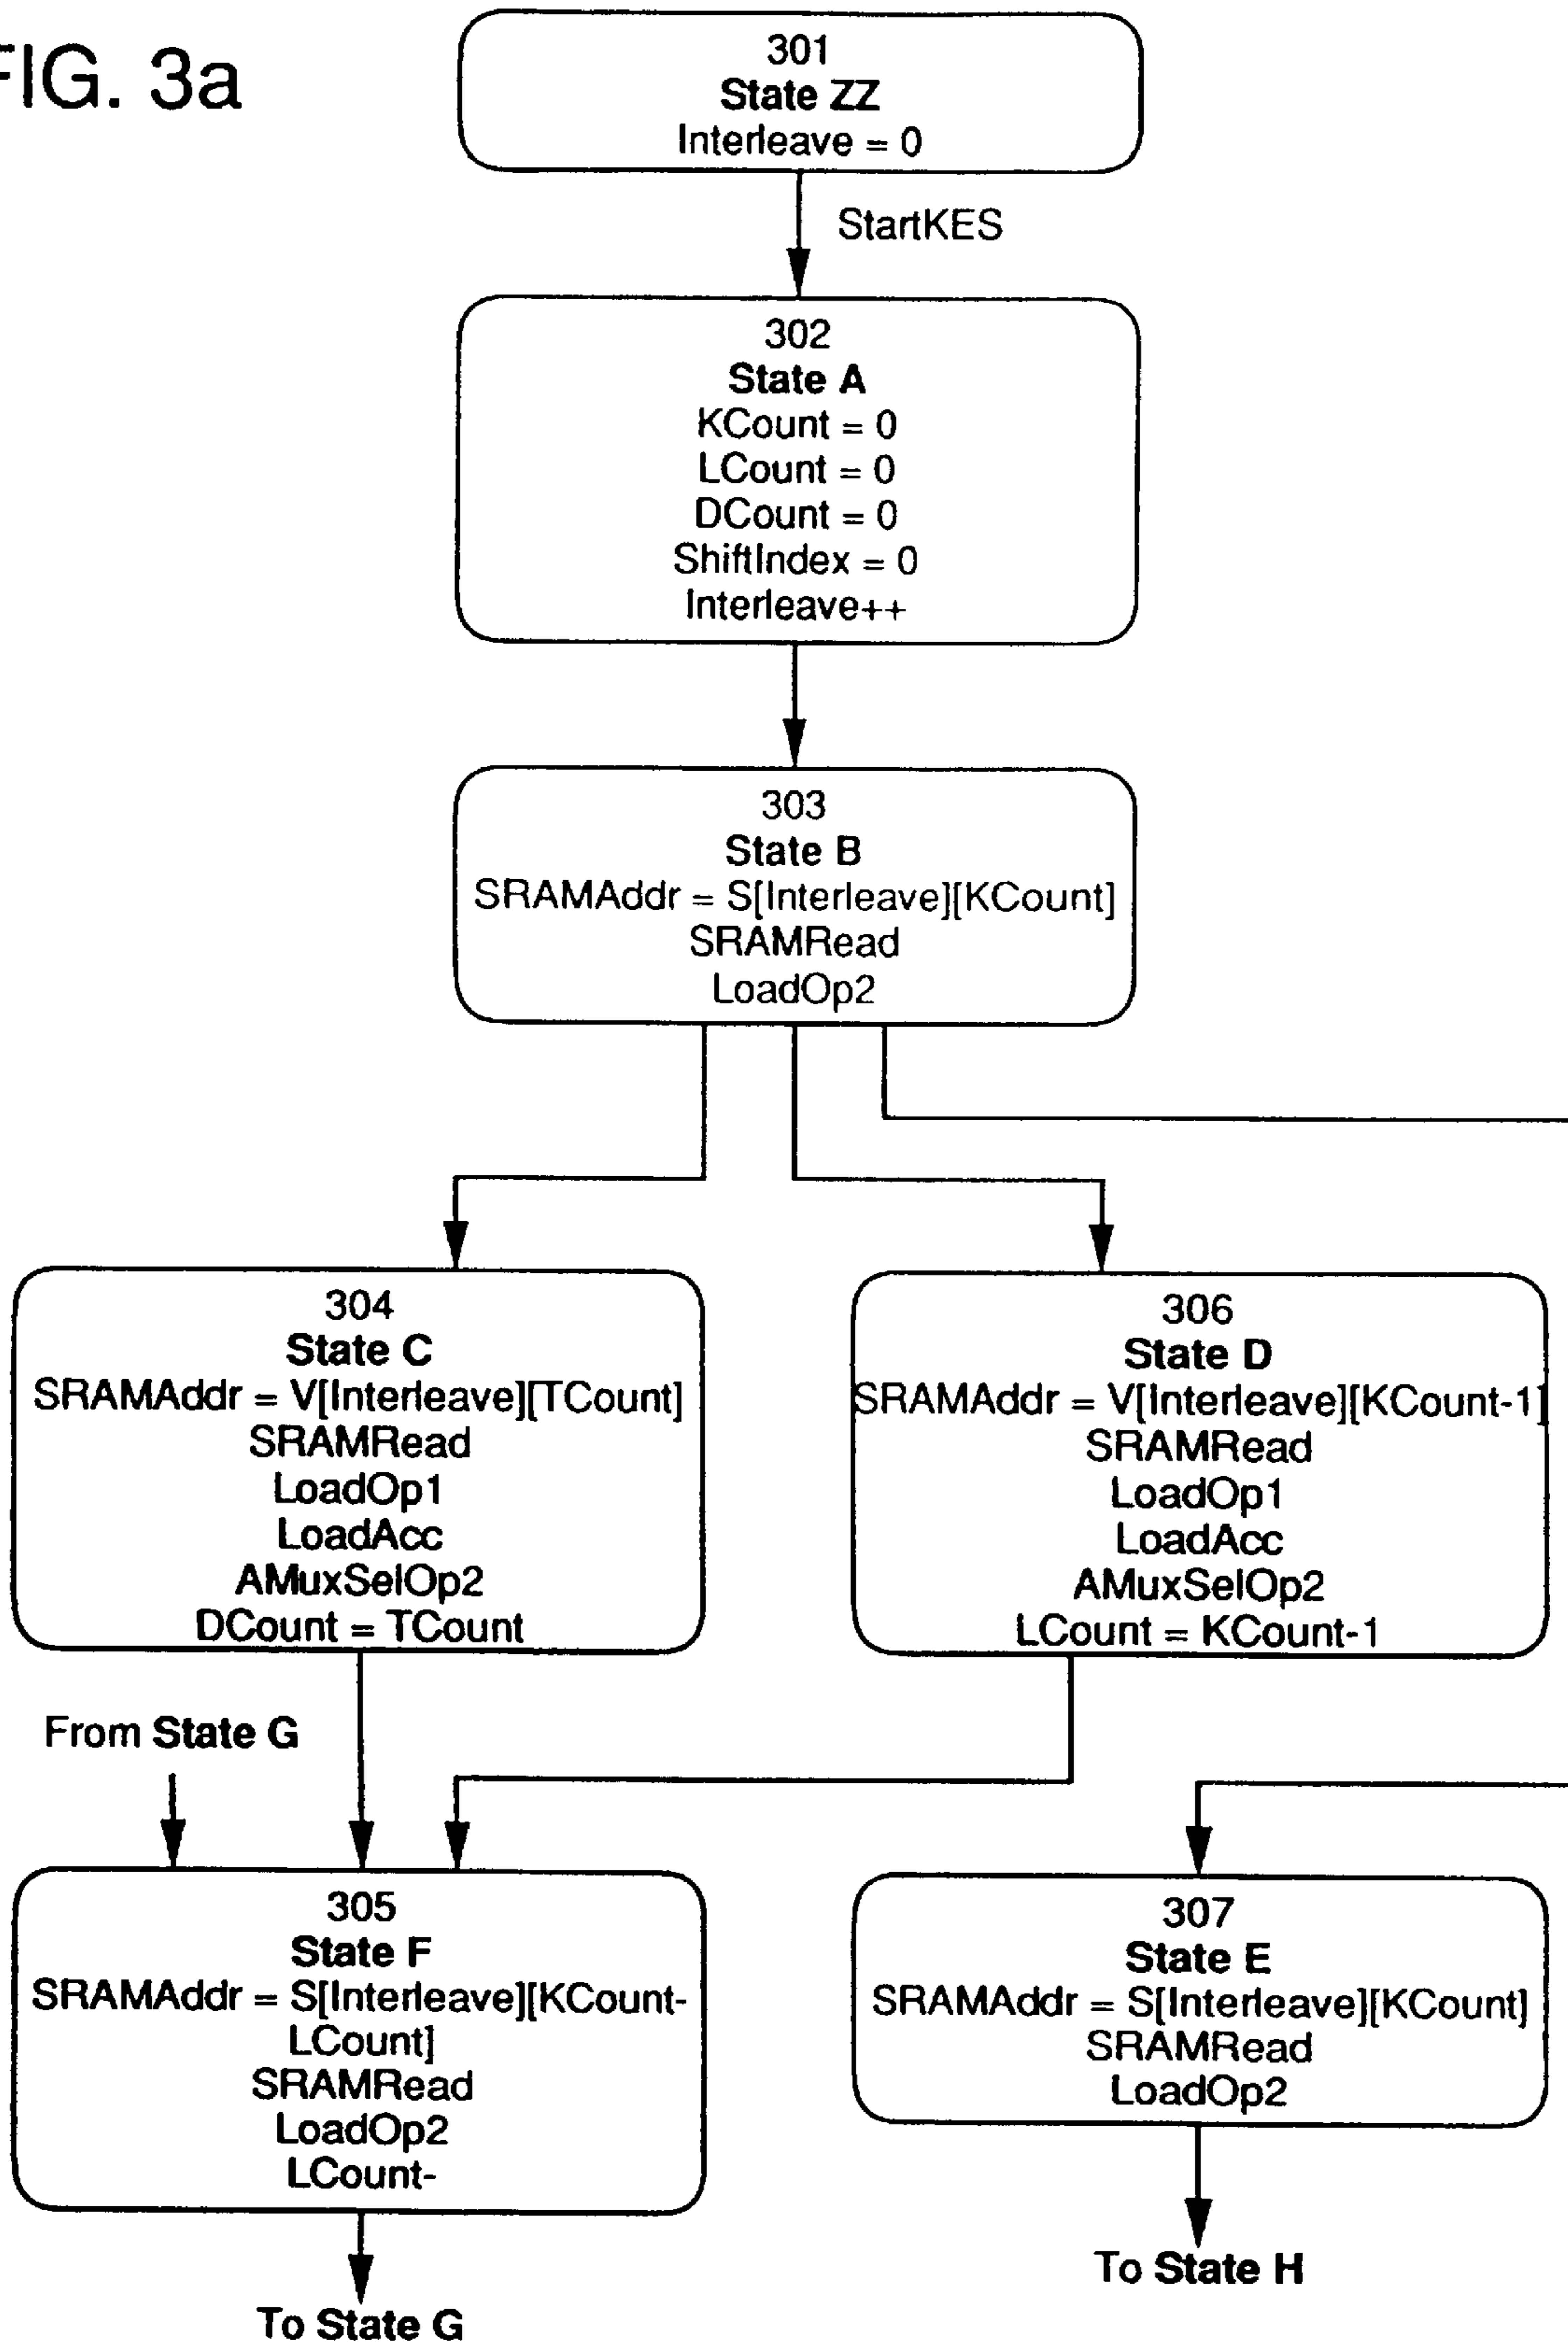 FIG. 3a
301
State ZZ
Interleave = 0
StartKES
302
State A
KCount = 0
LCount = 0
DCount = 0
ShiftIndex = 0
Interleave++
303
State B
SRAMAddr = S[Interleave][KCount]
SRAMRead
LoadOp2
304
State C
SRAMAddr = V[Interleave][TCount]
SRAMRead
LoadOp1
LoadAcc
AMuxSelOp2
DCount = TCount
306
State D
SRAMAddr = V[Interleave][KCount-1]
SRAMRead
LoadOp1
LoadAcc
AMuxSelOp2
LCount = KCount-1
From State G
305
State F
SRAMAddr = S[Interleave][KCount-
LCount]
SRAMRead
LoadOp2
LCount-
To State G
307
State E
SRAMAddr = S[Interleave][KCount]
SRAMRead
LoadOp2
To State H